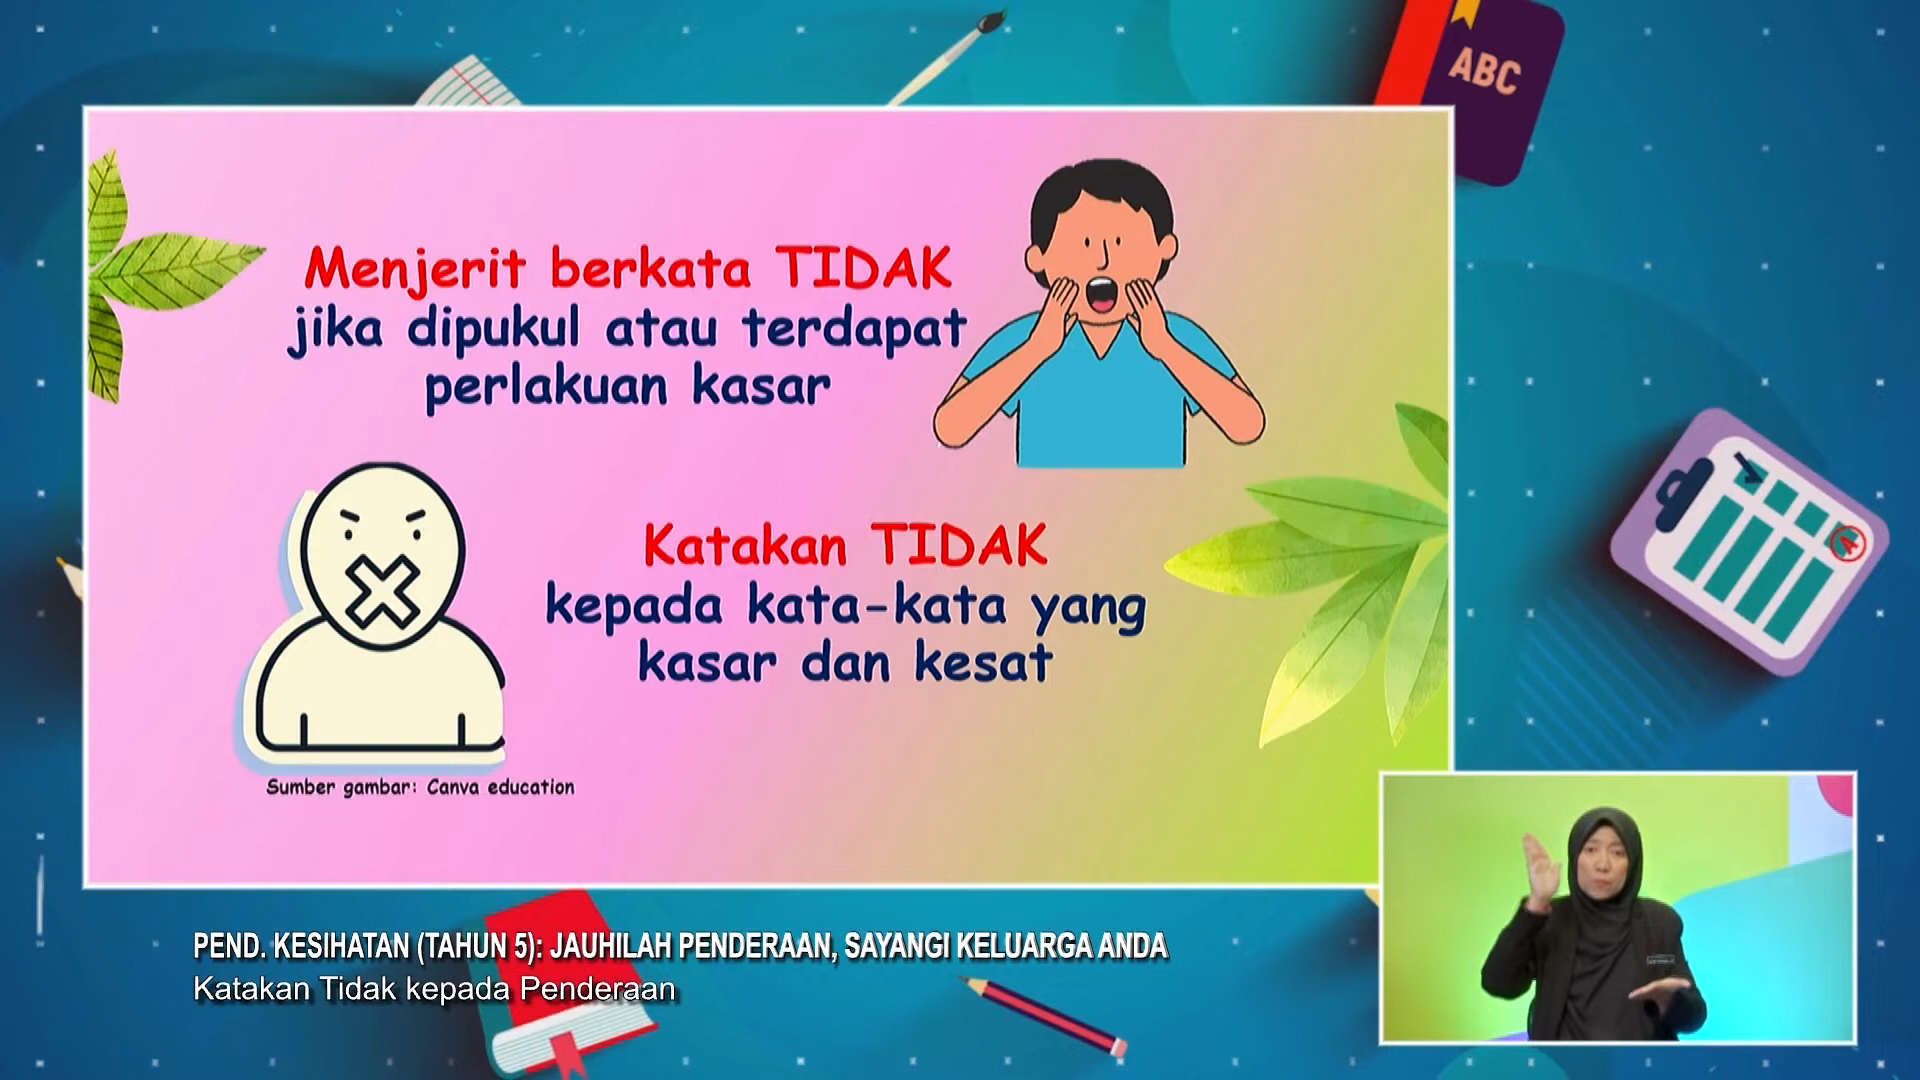 ABC
Menjerit berkata TIDAK
jika dipukul atau terdapat
perlakuan kasar
Katakan TIDAK
kepada kata-kata yang
kasar dan kesat
Sumber gambar: Canva education
PEND. KESIHATAN (TAHUN 5): JAUHILAH PENDERAAN, SAYANGI KELUARGA ANDA
Katakan Tidak kepada Penderaan